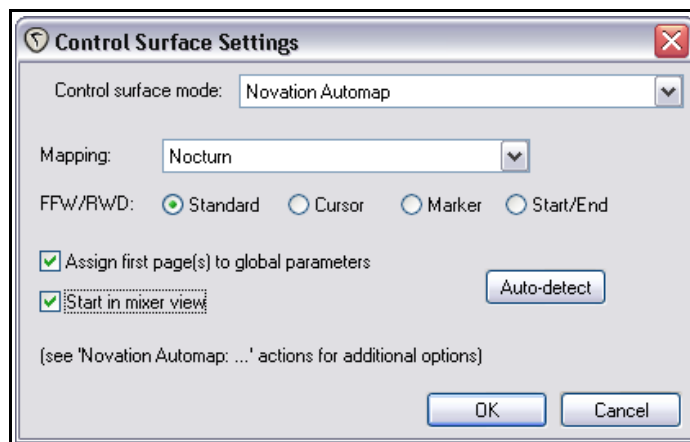 Control Surface Settings
Control surface mode: Novation Automap
Mapping: Nocturn
FFW/RWD: Standard Cursor Marker Start/End
Assign first page(s) to global parameters
Auto-detect
Start in mixer view
(see 'Novation Automap: ...' actions for additional options)
OK Cancel